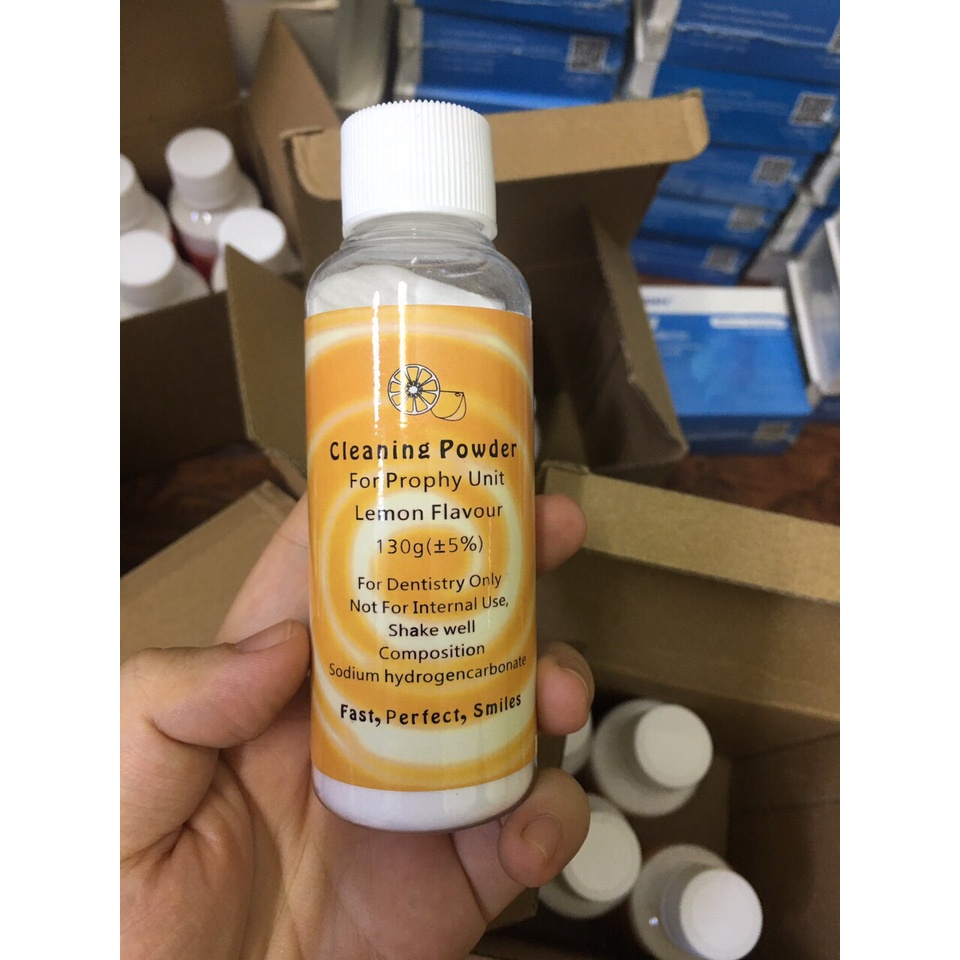 Cleaning Powder
For Prophy Unit
Lemon Flavour
130g(±5%)
For Dentistry Only
Not For Internal Use,
Shake well
Composition
Sodium hydrogencarbonate
Fast, Perfect, Smiles